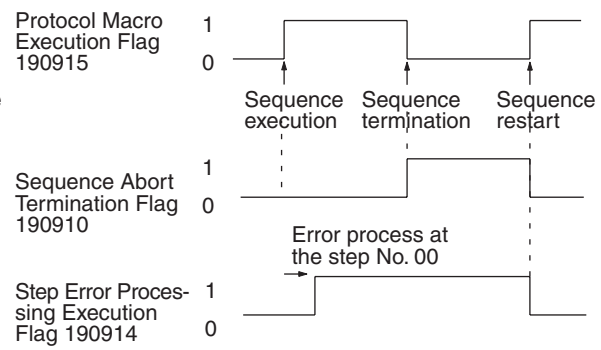 Protocol Macro
Execution Flag
190915
1
0
e
Sequence execution
Sequence termination
Sequence restart
Sequence Abort
Termination Flag
190910
1
0
Error process at
the step No. 00
Step Error Proces-
sing Execution
Flag 190914
1
0